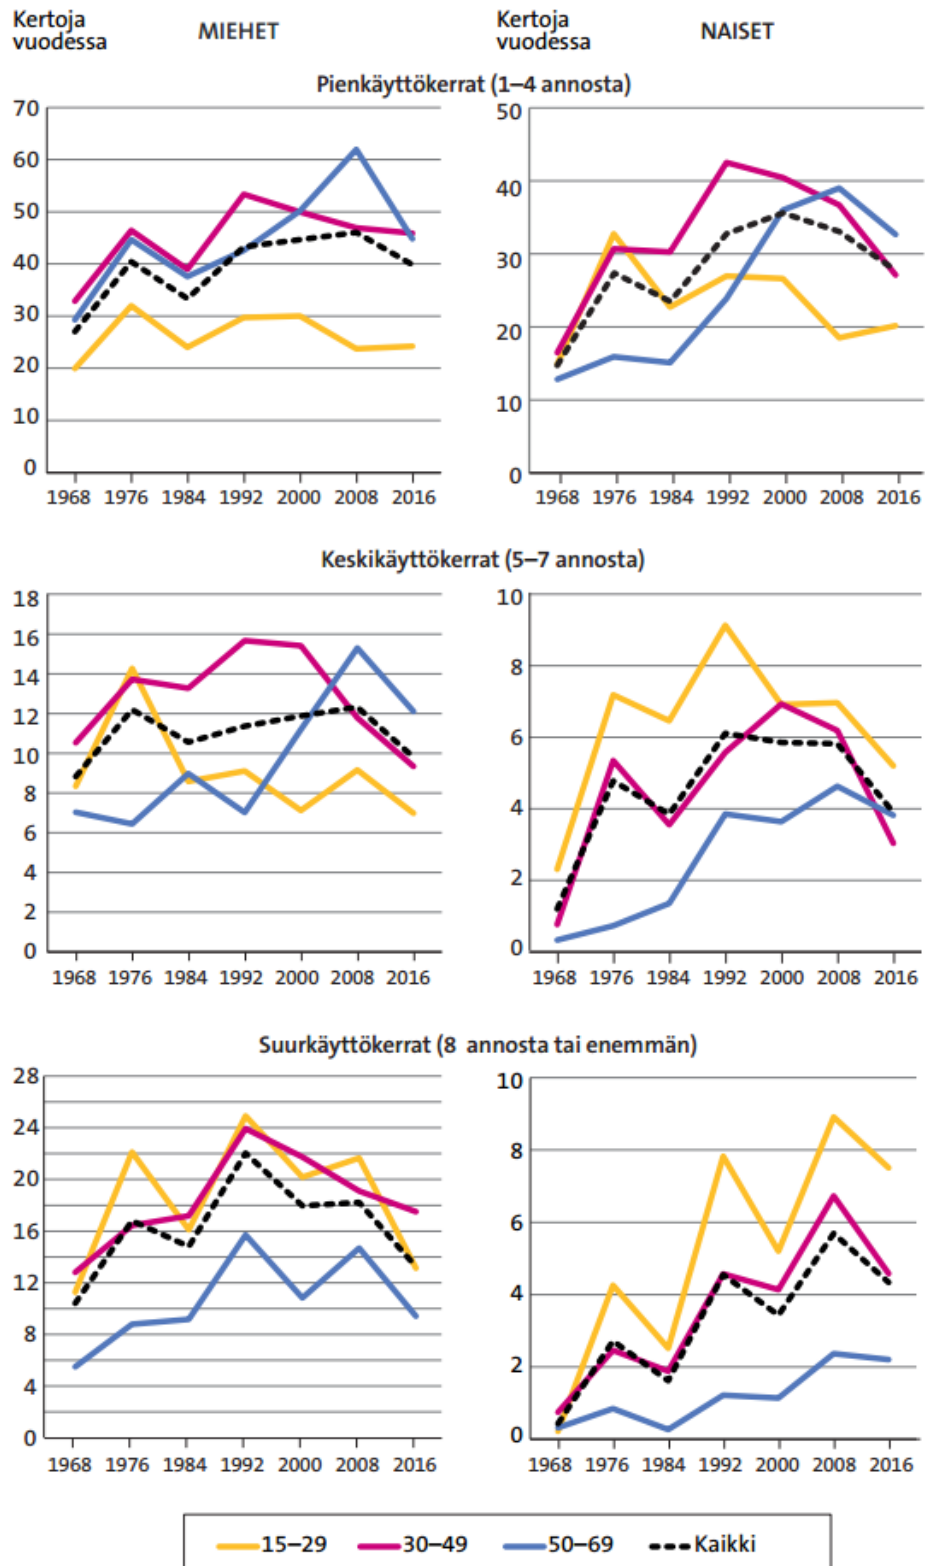 Kertoja
vuodessa
MIEHET
Kertoja
vuodessa
NAISET
Pienkäyttökerrat (1–4 annosta)
70
60
50
40
30
20
10
0
1968 1976 1984 1992 2000 2008 2016
50
40
30
20
10
0
1968 1976 1984 1992 2000 2008 2016
Keskikäyttökerrat (5–7 annosta)
18
16
14
12
10
8
6
4
2
0
1968 1976 1984 1992 2000 2008 2016
10
8
6
4
2
0
1968 1976 1984 1992 2000 2008 2016
Suurkäyttökerrat (8 annosta tai enemmän)
28
24
20
16
12
8
4
0
1968 1976 1984 1992 2000 2008 2016
10
8
6
4
2
0
1968 1976 1984 1992 2000 2008 2016
15–29 30–49 50–69 Kaikki